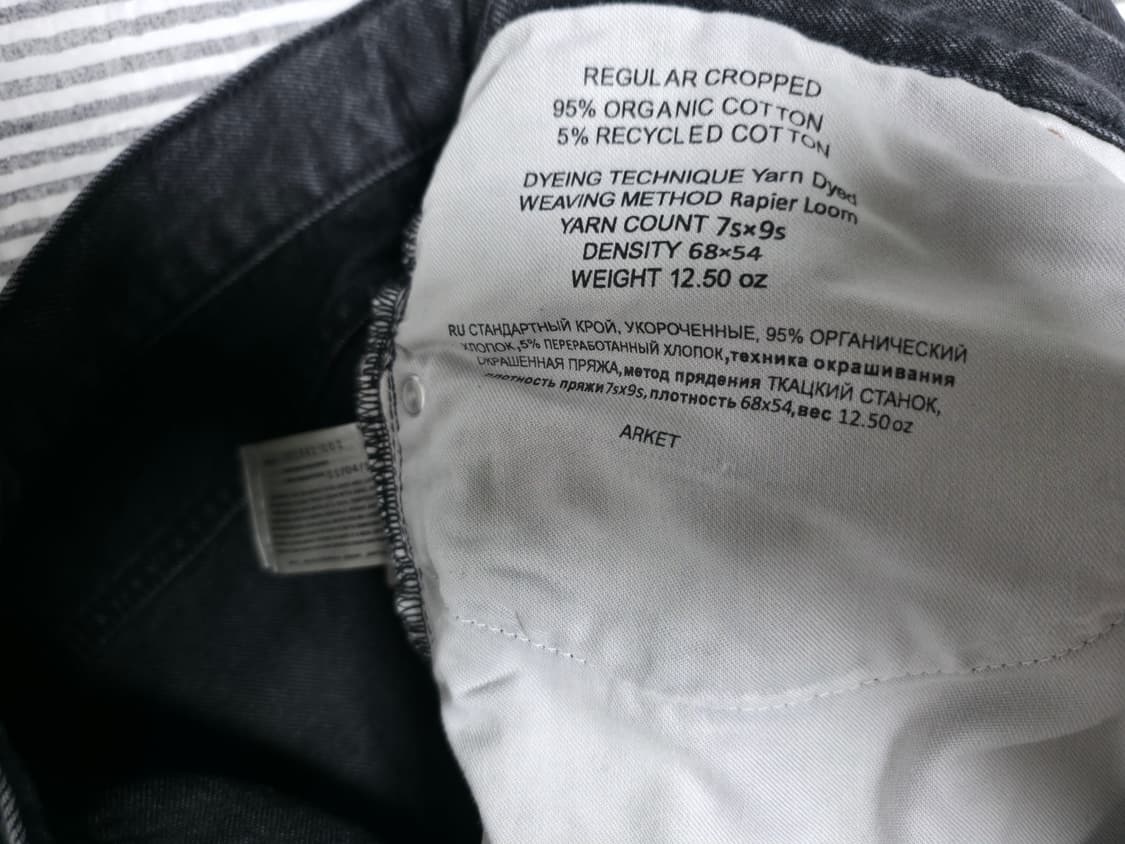 REGULAR CROPPED
95% ORGANIC COTTON
5% RECYCLED COTTON
DYEING TECHNIQUE Yarn Dyed
WEAVING METHOD Rapier Loom
YARN COUNT 7s×9s
DENSITY 68×54
WEIGHT 12.50 oz
RU СТАНДАРТНЫЙ КРОЙ, УКОРОЧЕННЫЕ, 95% ОРГАНИЧЕСКИЙ
ХЛОПОК,5% ПЕРЕРАБОТАННЫЙ ХЛОПОК,техника окрашивания
ОКРАШЕННАЯ ПРЯЖА,метод прядения ТКАЦКИЙ СТАНОК,
плотность пряжи7sx9s,плотность 68x54,вес 12.50oz
ARKET